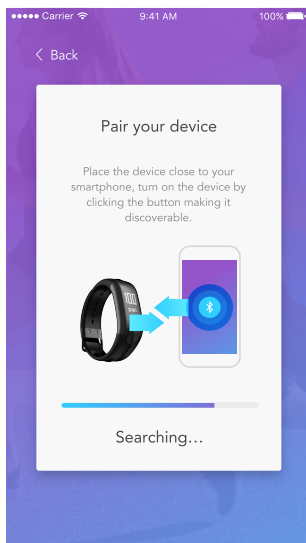 Carrier 9:41 AM 100%
Back
Pair your device
Place the device close to your
smartphone, turn on the device by
clicking the button making it
discoverable.
100
Searching...